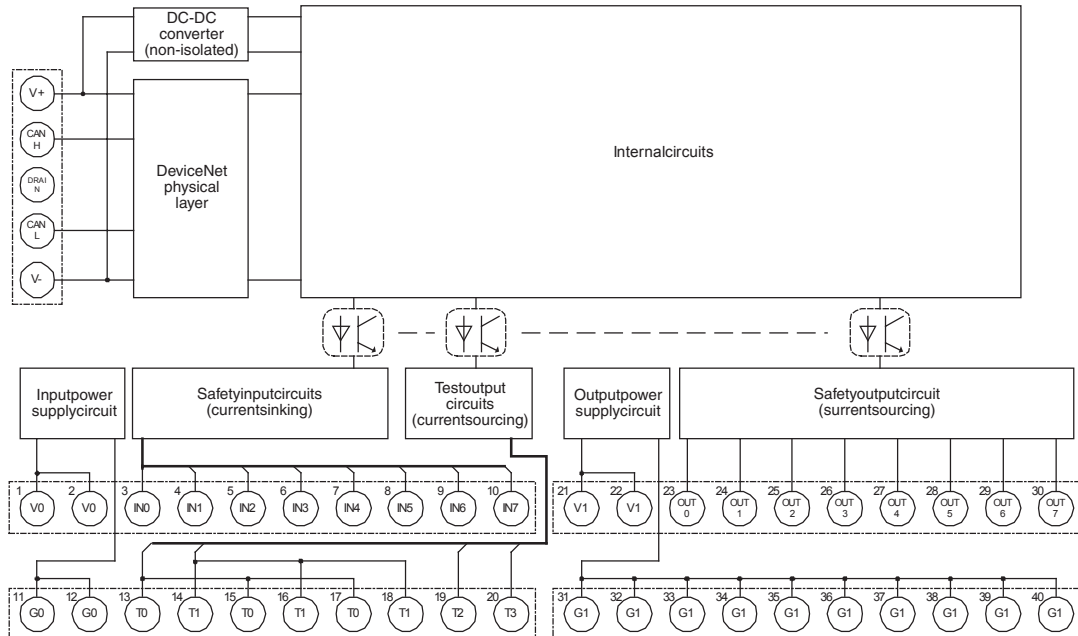 DC-DC
converter
(non-isolated)
V+
CAN
H
DRAI
N
CAN
L
V-
DeviceNet
physical
layer
Internalcircuits
Inputpower
supplycircuit
Safetyinputcircuits
(currentsinking)
Testoutput
circuits
(currentsourcing)
Outputpower
supplycircuit
Safetyoutputcircuit
(surrentsourcing)
1 2 3 4 5 6 7 8 9 10
V0 V0 IN0 IN1 IN2 IN3 IN4 IN5 IN6 IN7
21 22 23 24 25 26 27 28 29 30
V1 V1 OUT 0 OUT 1 OUT 2 OUT 3 OUT 4 OUT 5 OUT 6 OUT 7
11 12 13 14 15 16 17 18 19 20
G0 G0 T0 T1 T0 T1 T0 T1 T2 T3
31 32 33 34 35 36 37 38 39 40
G1 G1 G1 G1 G1 G1 G1 G1 G1 G1